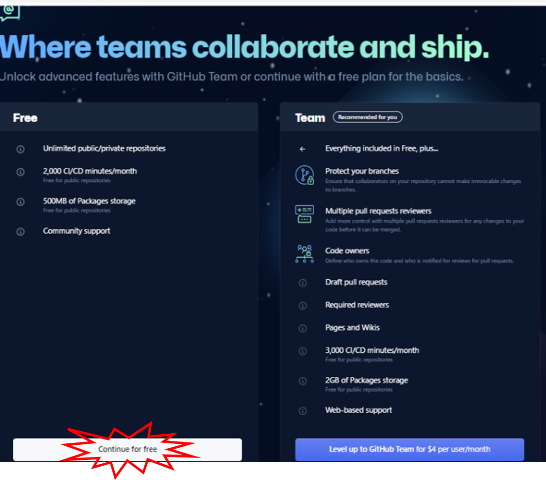 Where teams collaborate and ship.
Unlock advanced features with GitHub Team or continue with a free plan for the basics.
Free
Unlimited public/private repositories
2,000 CI/CD minutes/month
Free for public repositories
500MB of Packages storage
Free for public repositories
Community support
Continue for free
Team Recommended for you
Everything included in Free, plus...
Protect your branches
Ensure that collaborators on your repository cannot make irrevocable changes
to branches.
Multiple pull requests reviewers
Add more control with multiple pull requests reviewers for any changes to your
code before it can be merged.
Code owners
Define who owns the code and who is notified for reviews for pull requests.
Draft pull requests
Required reviewers
Pages and Wikis
3,000 CI/CD minutes/month
Free for public repositories
2GB of Packages storage
Free for public repositories
Web-based support
Level up to GitHub Team for $4 per user/month